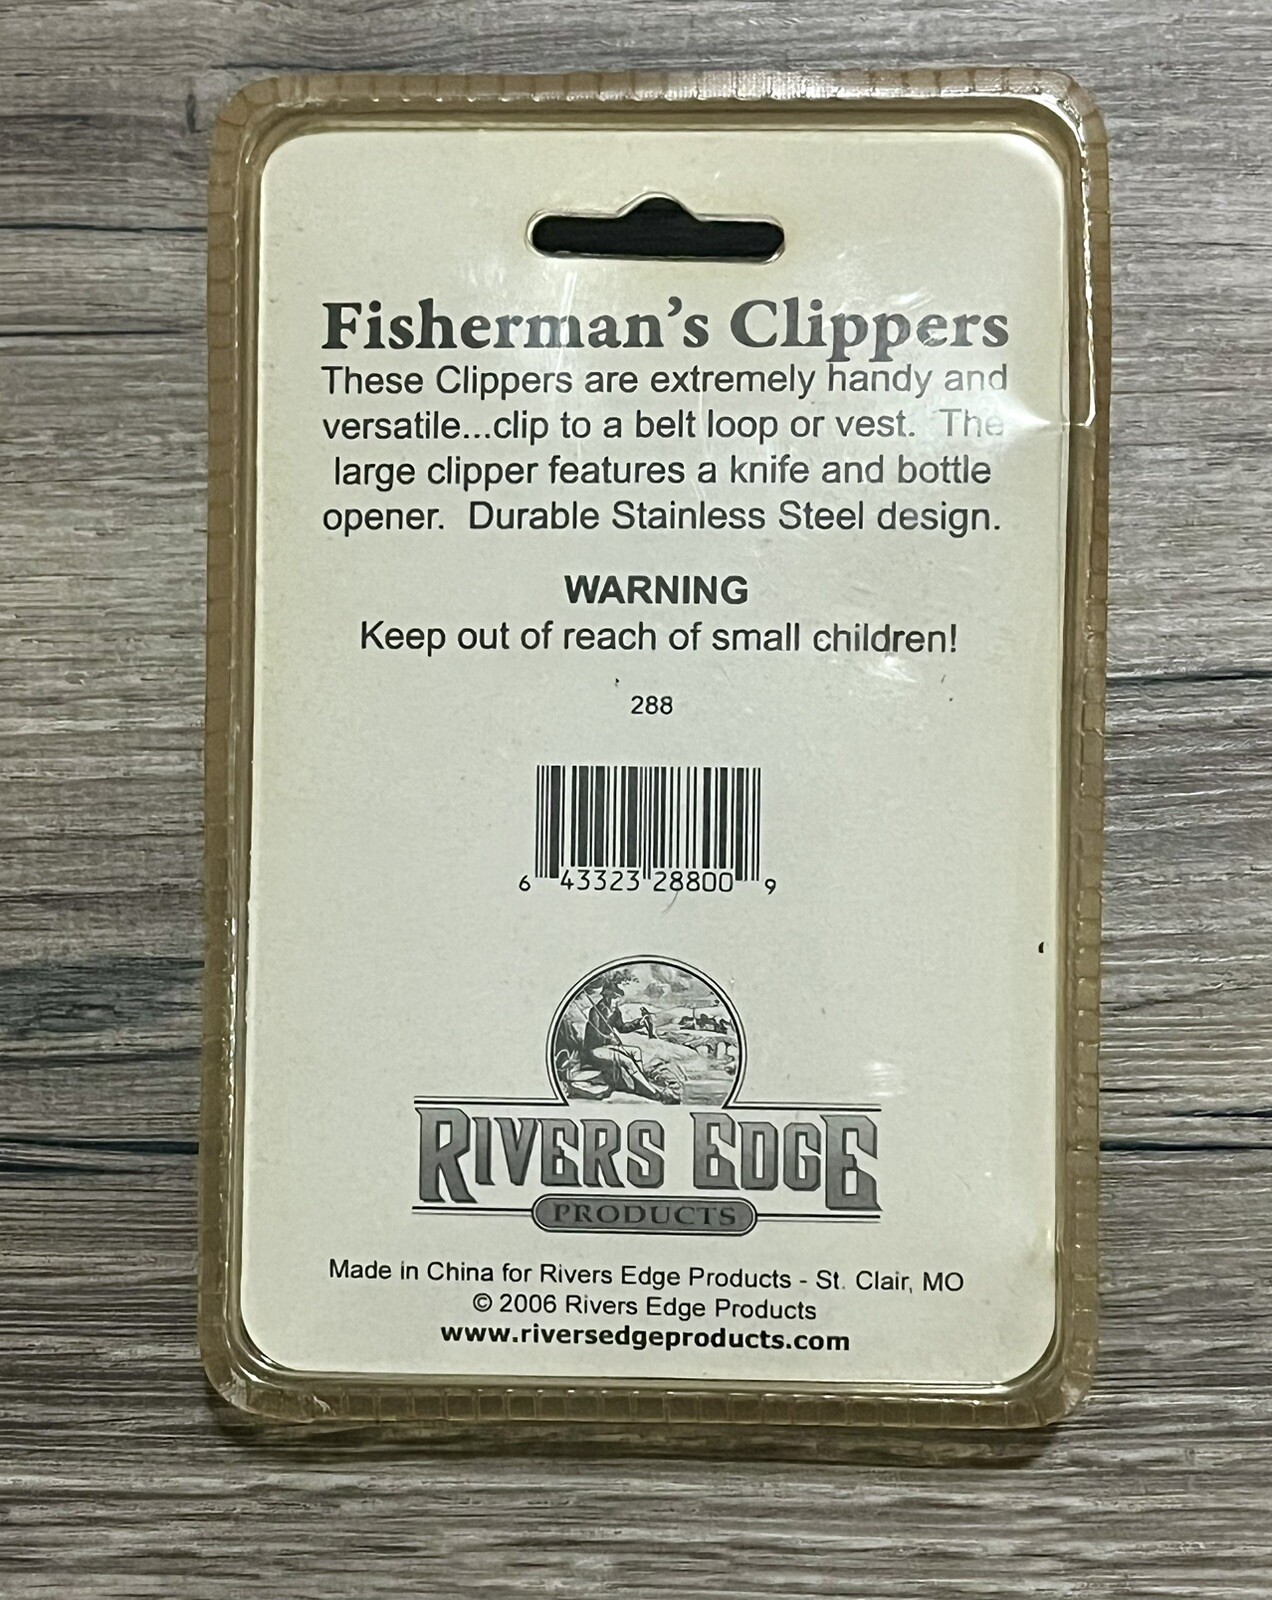 Fisherman's Clippers
These Clippers are extremely handy and
versatile...clip to a belt loop or vest.  The
large clipper features a knife and bottle
opener.  Durable Stainless Steel design.
WARNING
Keep out of reach of small children!
288
6 43323 28800 9
RIVERS EDGE
PRODUCTS
Made in China for Rivers Edge Products - St. Clair, MO
© 2006 Rivers Edge Products
www.riversedgeproducts.com